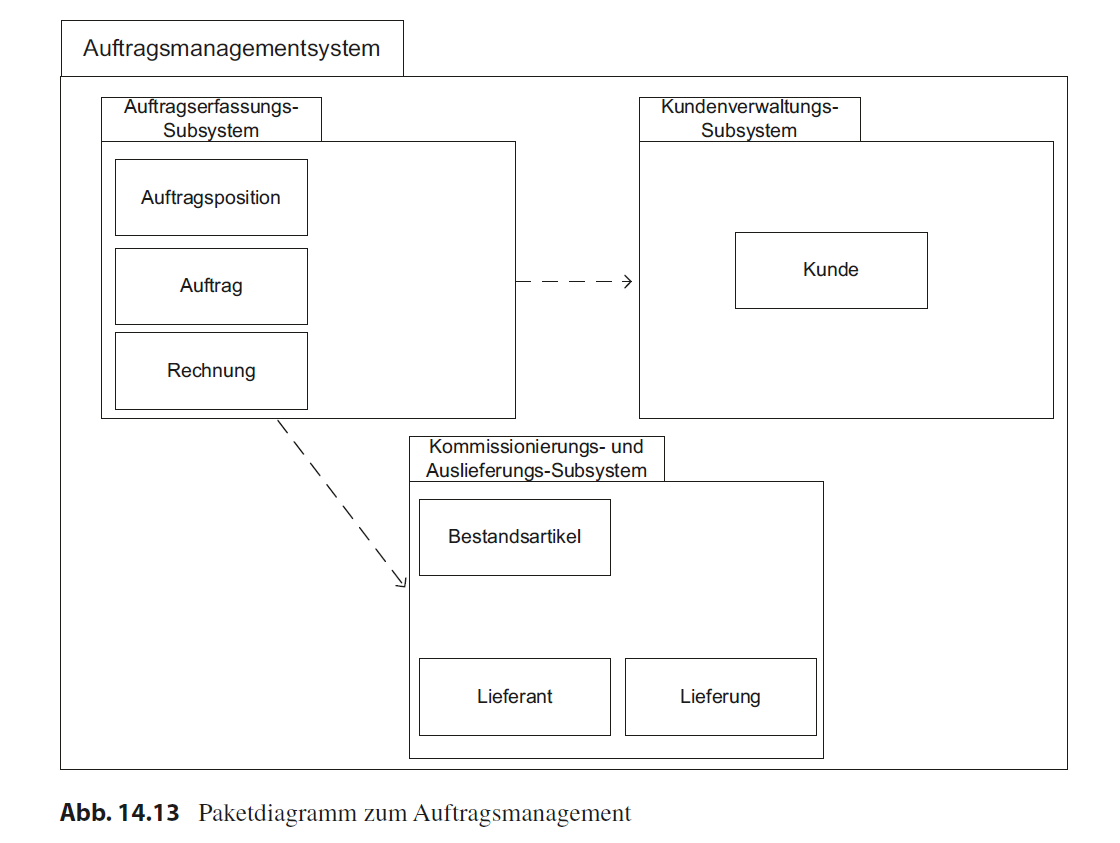 Auftragsmanagementsystem
Auftragserfassungs-
Subsystem
Auftragsposition
Auftrag
Rechnung
Kundenverwaltungs-
Subsystem
Kunde
Kommissionierungs- und
Auslieferungs-Subsystem
Bestandsartikel
Lieferant
Lieferung
Abb. 14.13 Paketdiagramm zum Auftragsmanagement